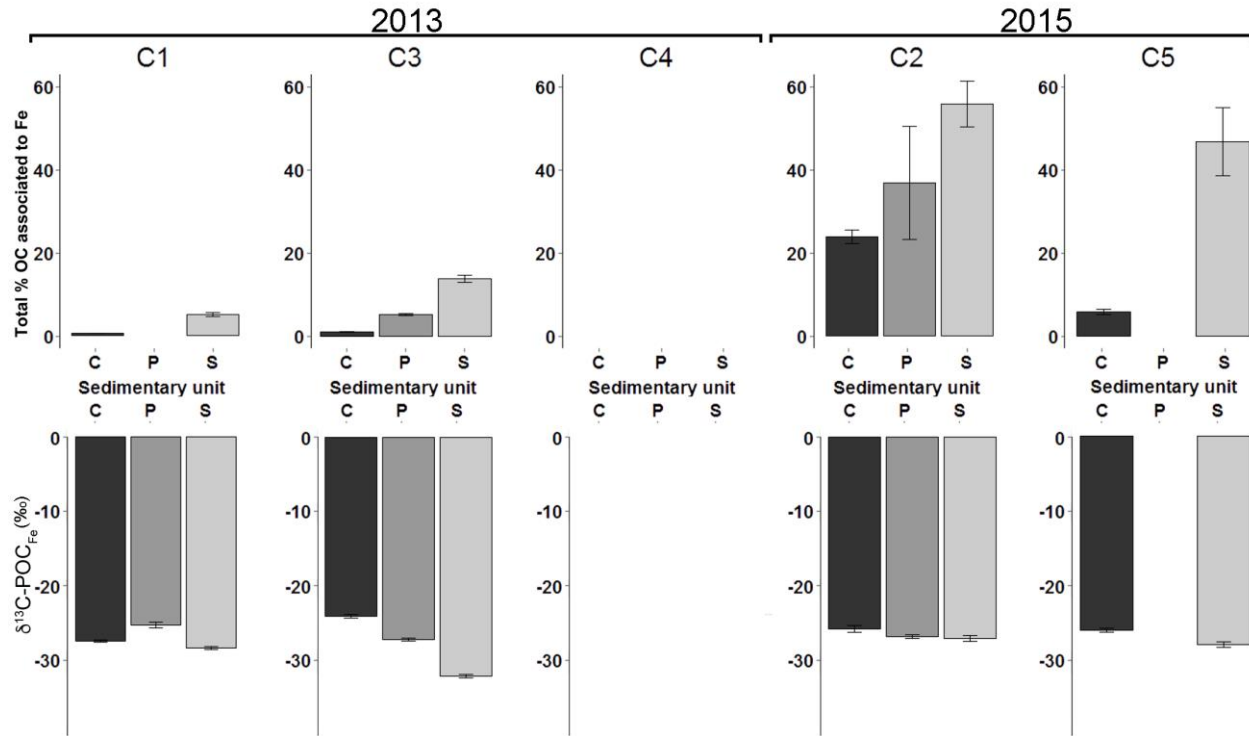 2013 2015
C1 C3 C4 C2 C5
Total % OC associated to Fe
60 60 60 60 60
40 40 40 40 40
20 20 20 20 20
0 0 0 0 0
C P S C P S C P S C P S C P S
Sedimentary unit Sedimentary unit Sedimentary unit Sedimentary unit Sedimentary unit
C P S C P S C P S C P S C P S
δ¹³C-POC_Fe (‰)
0 0 0 0 0
-10 -10 -10 -10 -10
-20 -20 -20 -20 -20
-30 -30 -30 -30 -30